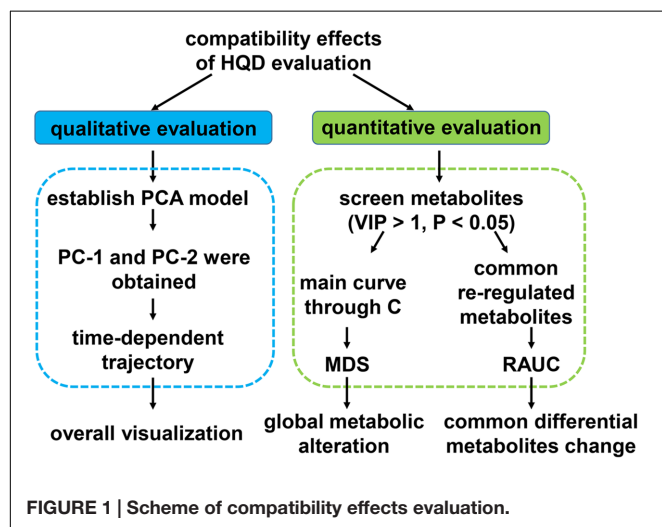 compatibility effects
of HQD evaluation
qualitative evaluation
quantitative evaluation
establish PCA model
PC-1 and PC-2 were
obtained
time-dependent
trajectory
overall visualization
screen metabolites
(VIP > 1, P < 0.05)
main curve
through C
MDS
global metabolic
alteration
common
re-regulated
metabolites
RAUC
common differential
metabolites change
FIGURE 1 | Scheme of compatibility effects evaluation.